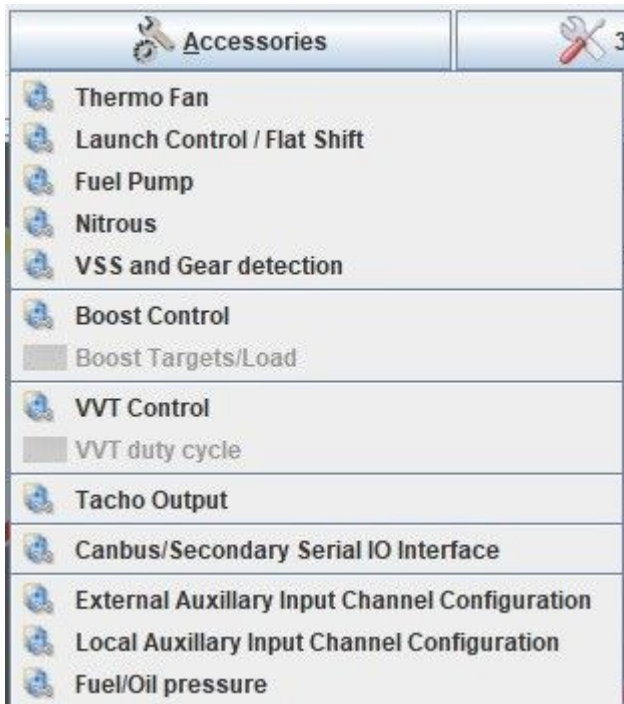 Accessories
3
Thermo Fan
Launch Control / Flat Shift
Fuel Pump
Nitrous
VSS and Gear detection
Boost Control
Boost Targets/Load
VVT Control
VVT duty cycle
Tacho Output
Canbus/Secondary Serial IO Interface
External Auxillary Input Channel Configuration
Local Auxillary Input Channel Configuration
Fuel/Oil pressure